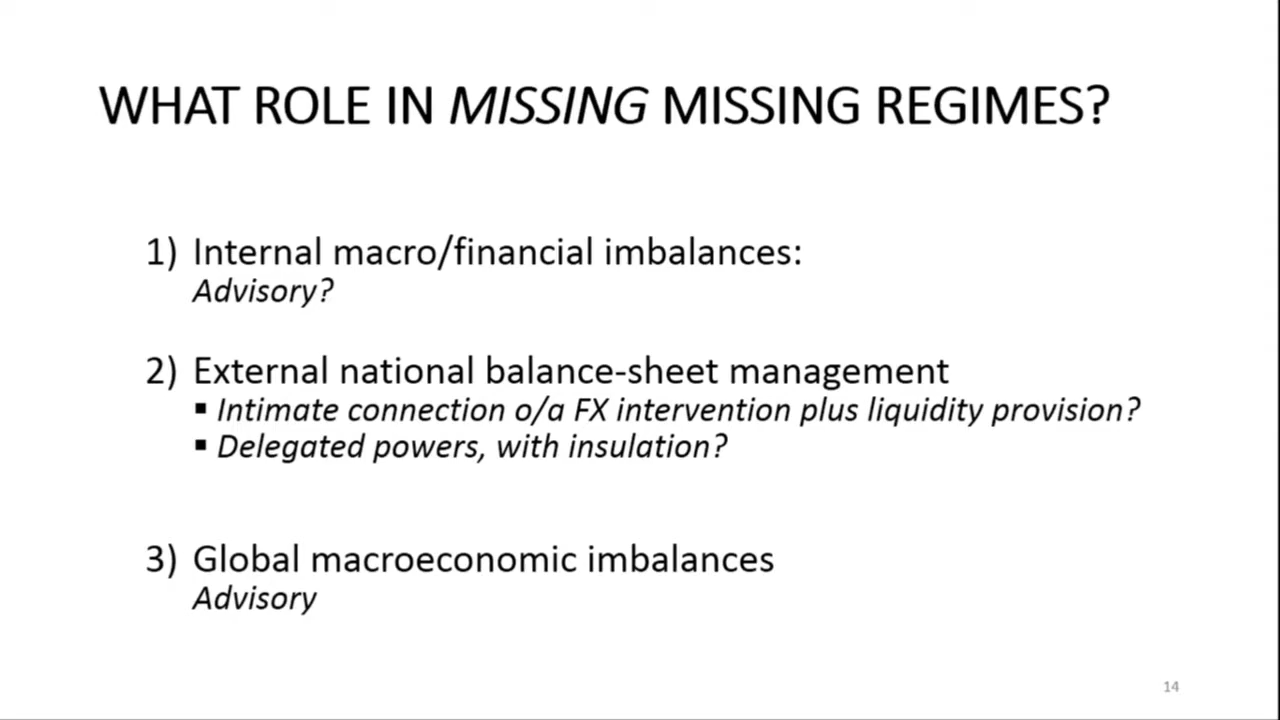 WHAT ROLE IN MISSING MISSING REGIMES?
1) Internal macro/financial imbalances:
Advisory?
2) External national balance-sheet management
▪ Intimate connection o/a FX intervention plus liquidity provision?
▪ Delegated powers, with insulation?
3) Global macroeconomic imbalances
Advisory
14